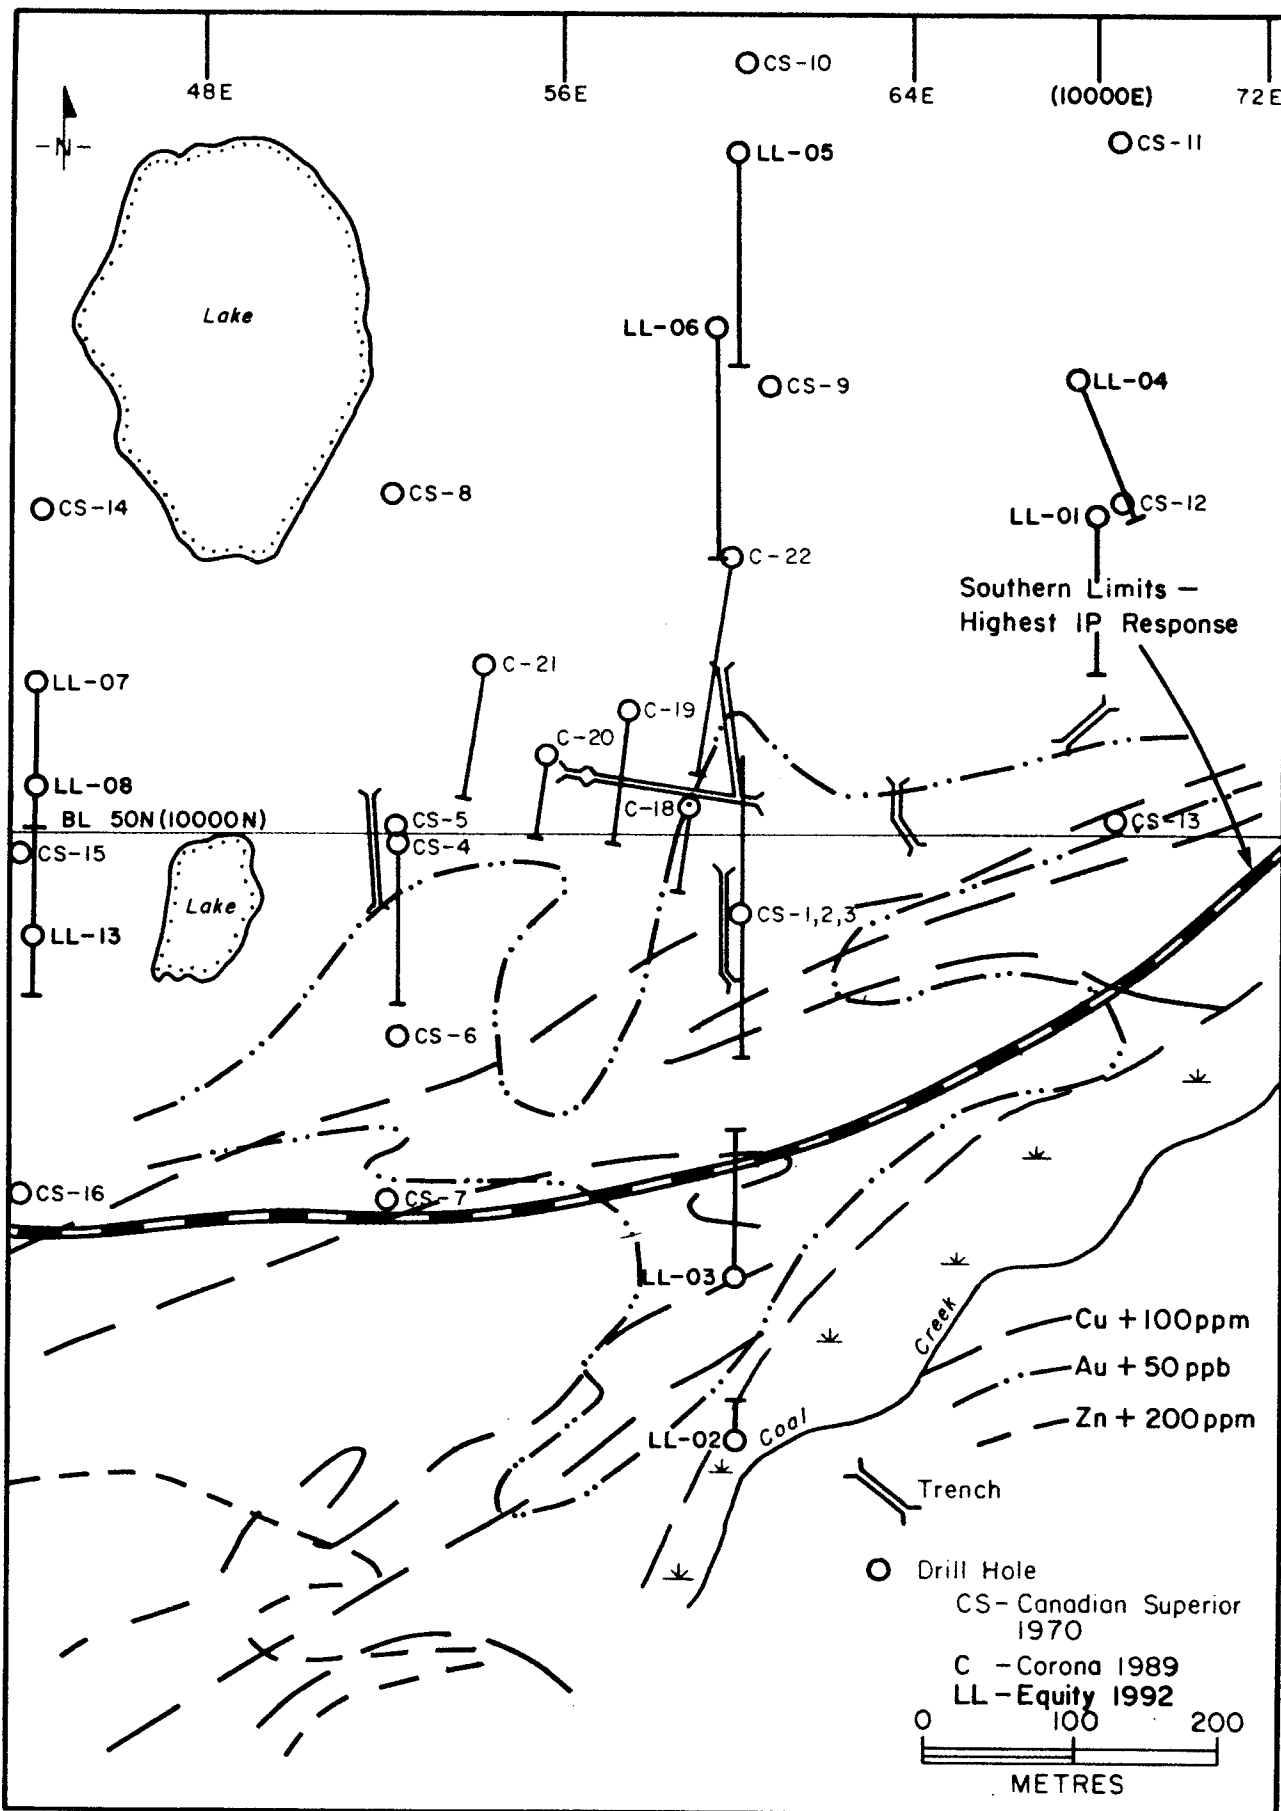 CS-10
48E
56E
64E
(10000E)
72E
-N-
CS-11
LL-05
Lake
LL-06
CS-9
LL-04
CS-14
CS-8
CS-12
LL-01
C-22
Southern Limits –
Highest IP Response
C-21
LL-07
C-19
C-20
LL-08
C-18
BL 50N(10000N)
CS-5
CS-13
CS-4
CS-15
Lake
CS-1,2,3
LL-13
CS-6
CS-16
CS-7
LL-03
Creek
Cu +100ppm
Au +50ppb
Zn +200ppm
Coal
LL-02
Trench
Drill Hole
CS- Canadian Superior
1970
C -Corona 1989
LL-Equity 1992
0 100 200
METRES